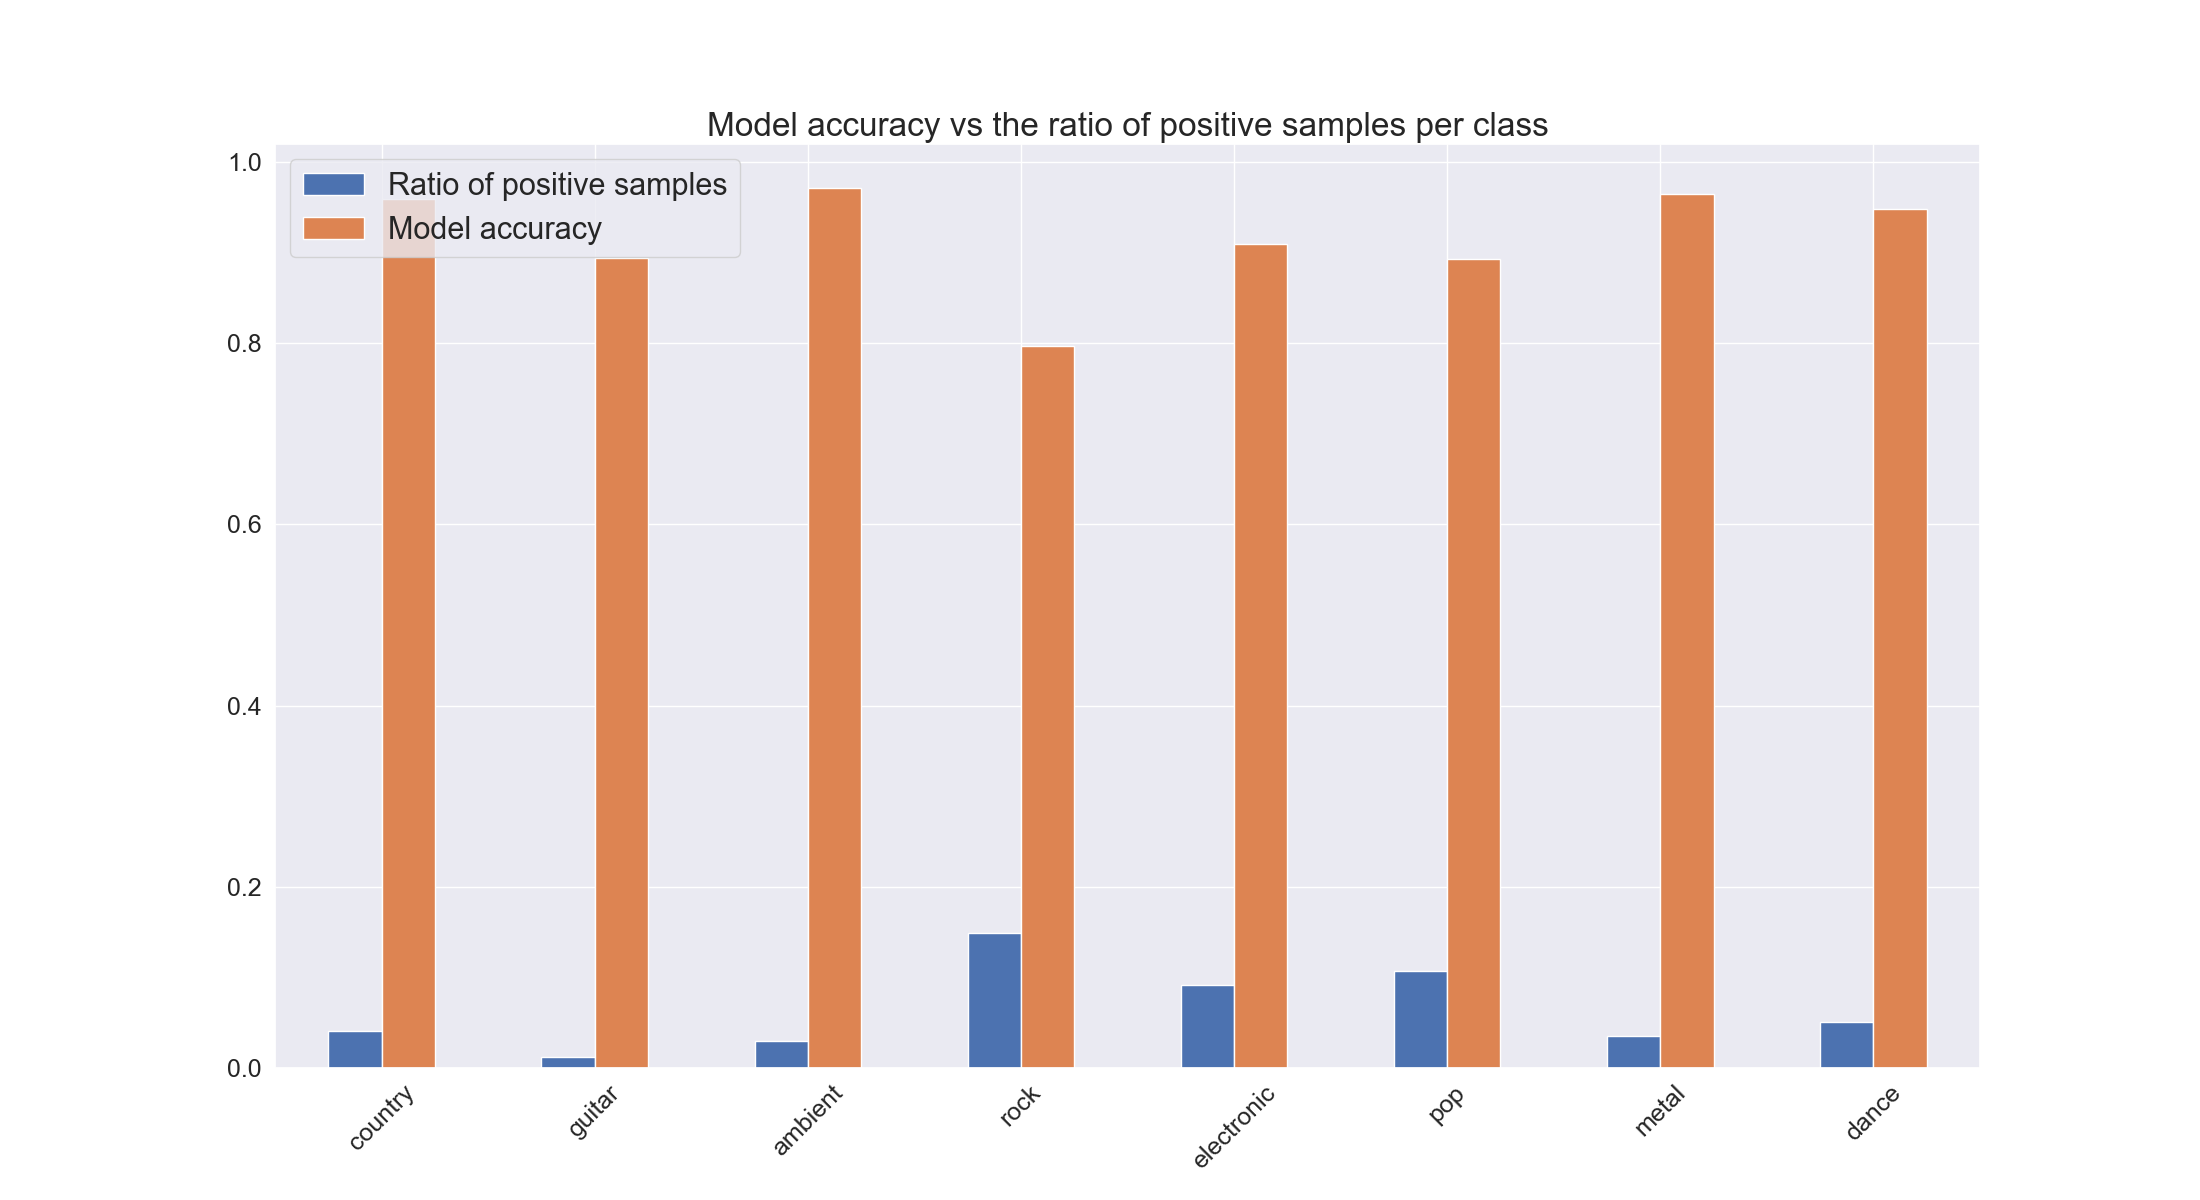 Model accuracy vs the ratio of positive samples per class
Ratio of positive samples
Model accuracy
1.0
0.8
0.6
0.4
0.2
0.0
country
guitar
ambient
rock
electronic
pop
metal
dance